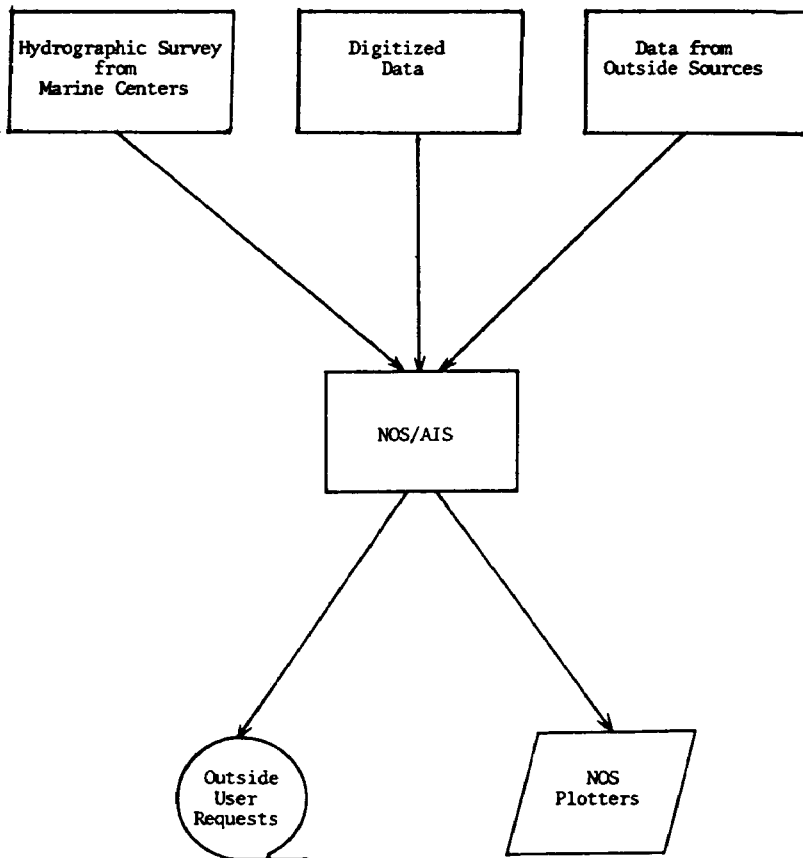 Hydrographic Survey
from
Marine Centers
Digitized
Data
Data from
Outside Sources
NOS/AIS
Outside
User
Requests
NOS
Plotters